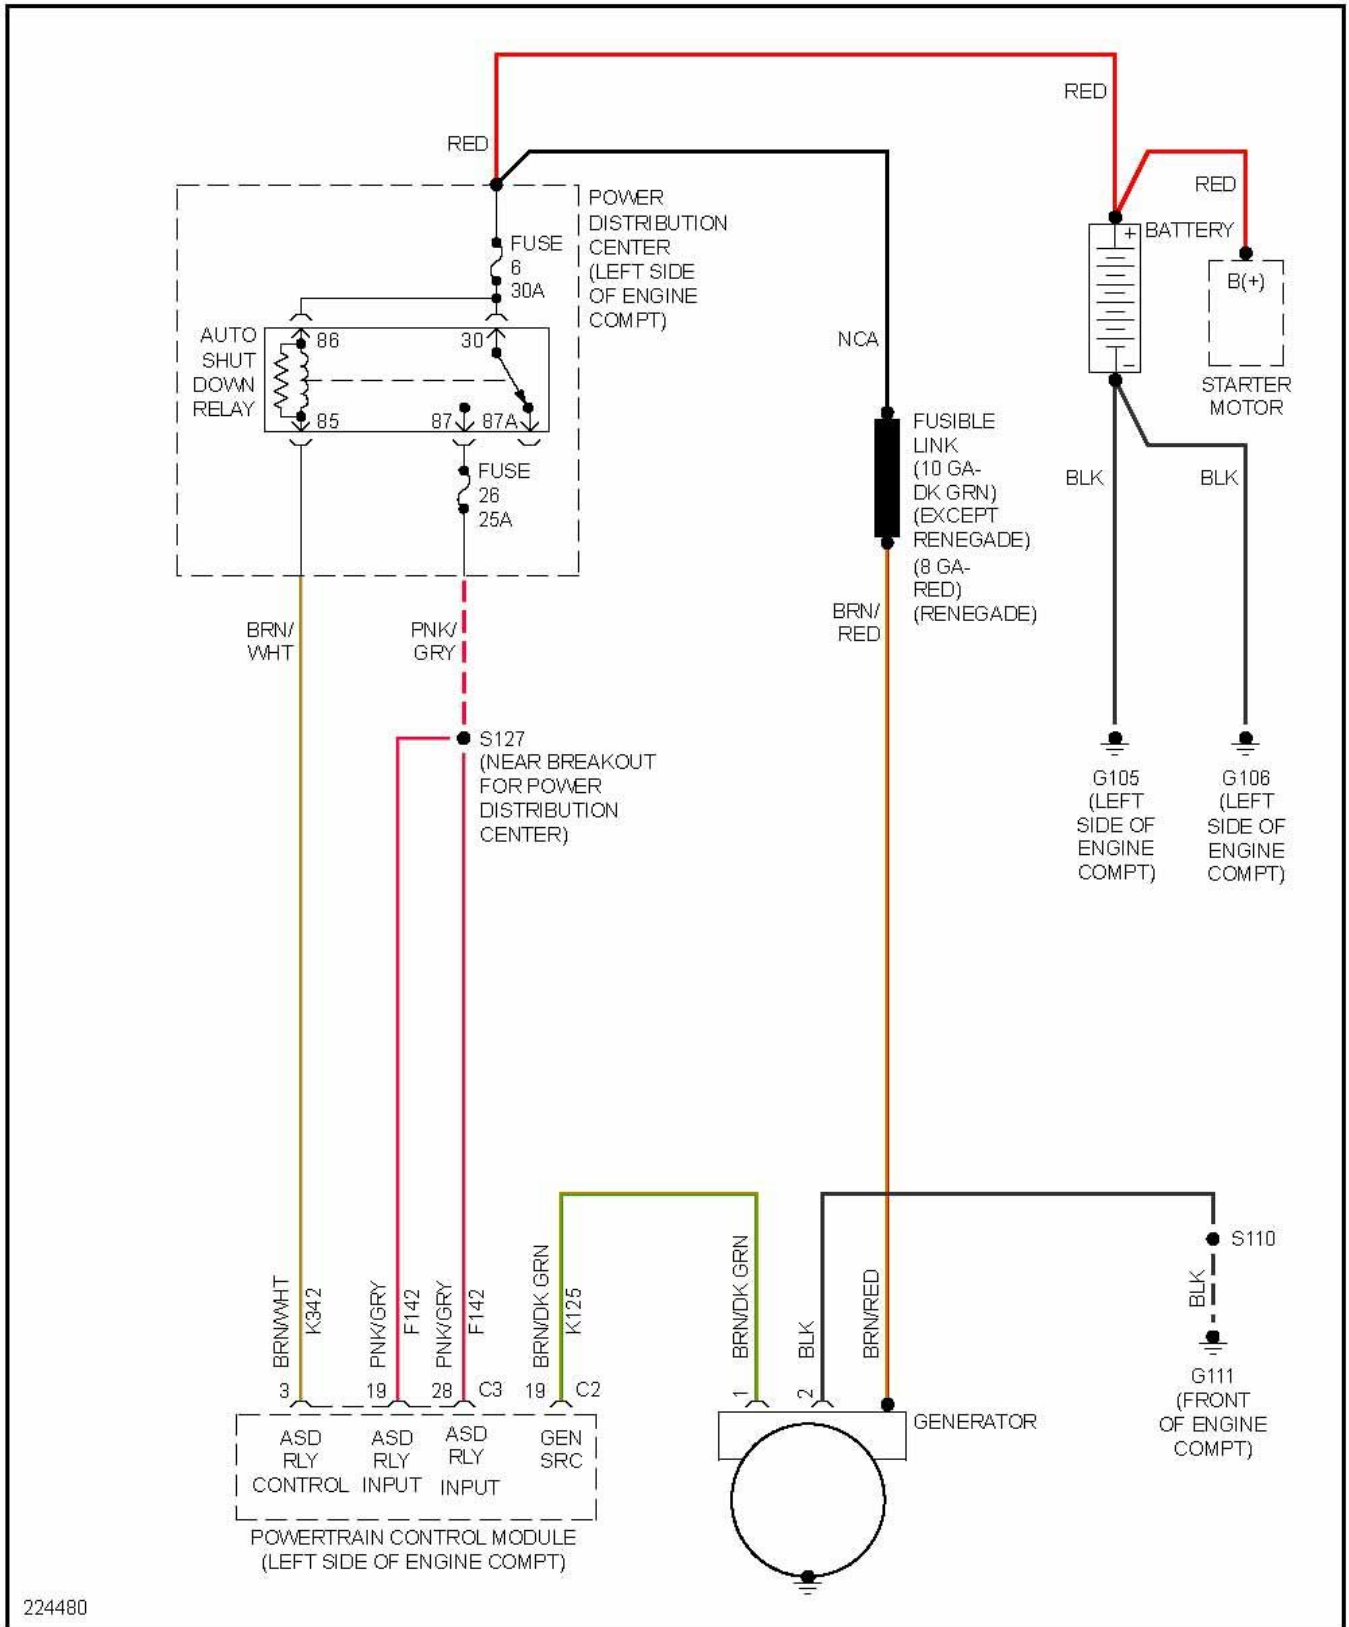 RED
RED
RED
POWER
DISTRIBUTION
CENTER
(LEFT SIDE
OF ENGINE
COMPT)
FUSE
6
30A
+
BATTERY
-
B(+)
STARTER
MOTOR
AUTO
SHUT
DOWN
RELAY
86
30
85
87
87A
FUSE
26
25A
NCA
FUSIBLE
LINK
(10 GA-
DK GRN)
(EXCEPT
RENEGADE)
(8 GA-
RED)
(RENEGADE)
BLK
BLK
BRN/
WHT
PNK/
GRY
BRN/
RED
S127
(NEAR BREAKOUT
FOR POWER
DISTRIBUTION
CENTER)
G105
(LEFT
SIDE OF
ENGINE
COMPT)
G106
(LEFT
SIDE OF
ENGINE
COMPT)
BRN/WHT
K342
PNK/GRY
F142
PNK/GRY
F142
BRN/DK GRN
K125
BRN/DK GRN
BLK
BRN/RED
S110
BLK
G111
(FRONT
OF ENGINE
COMPT)
3
19
28
C3
19
C2
1
2
GENERATOR
ASD
RLY
CONTROL
ASD
RLY
INPUT
ASD
RLY
INPUT
GEN
SRC
POWERTRAIN CONTROL MODULE
(LEFT SIDE OF ENGINE COMPT)
224480